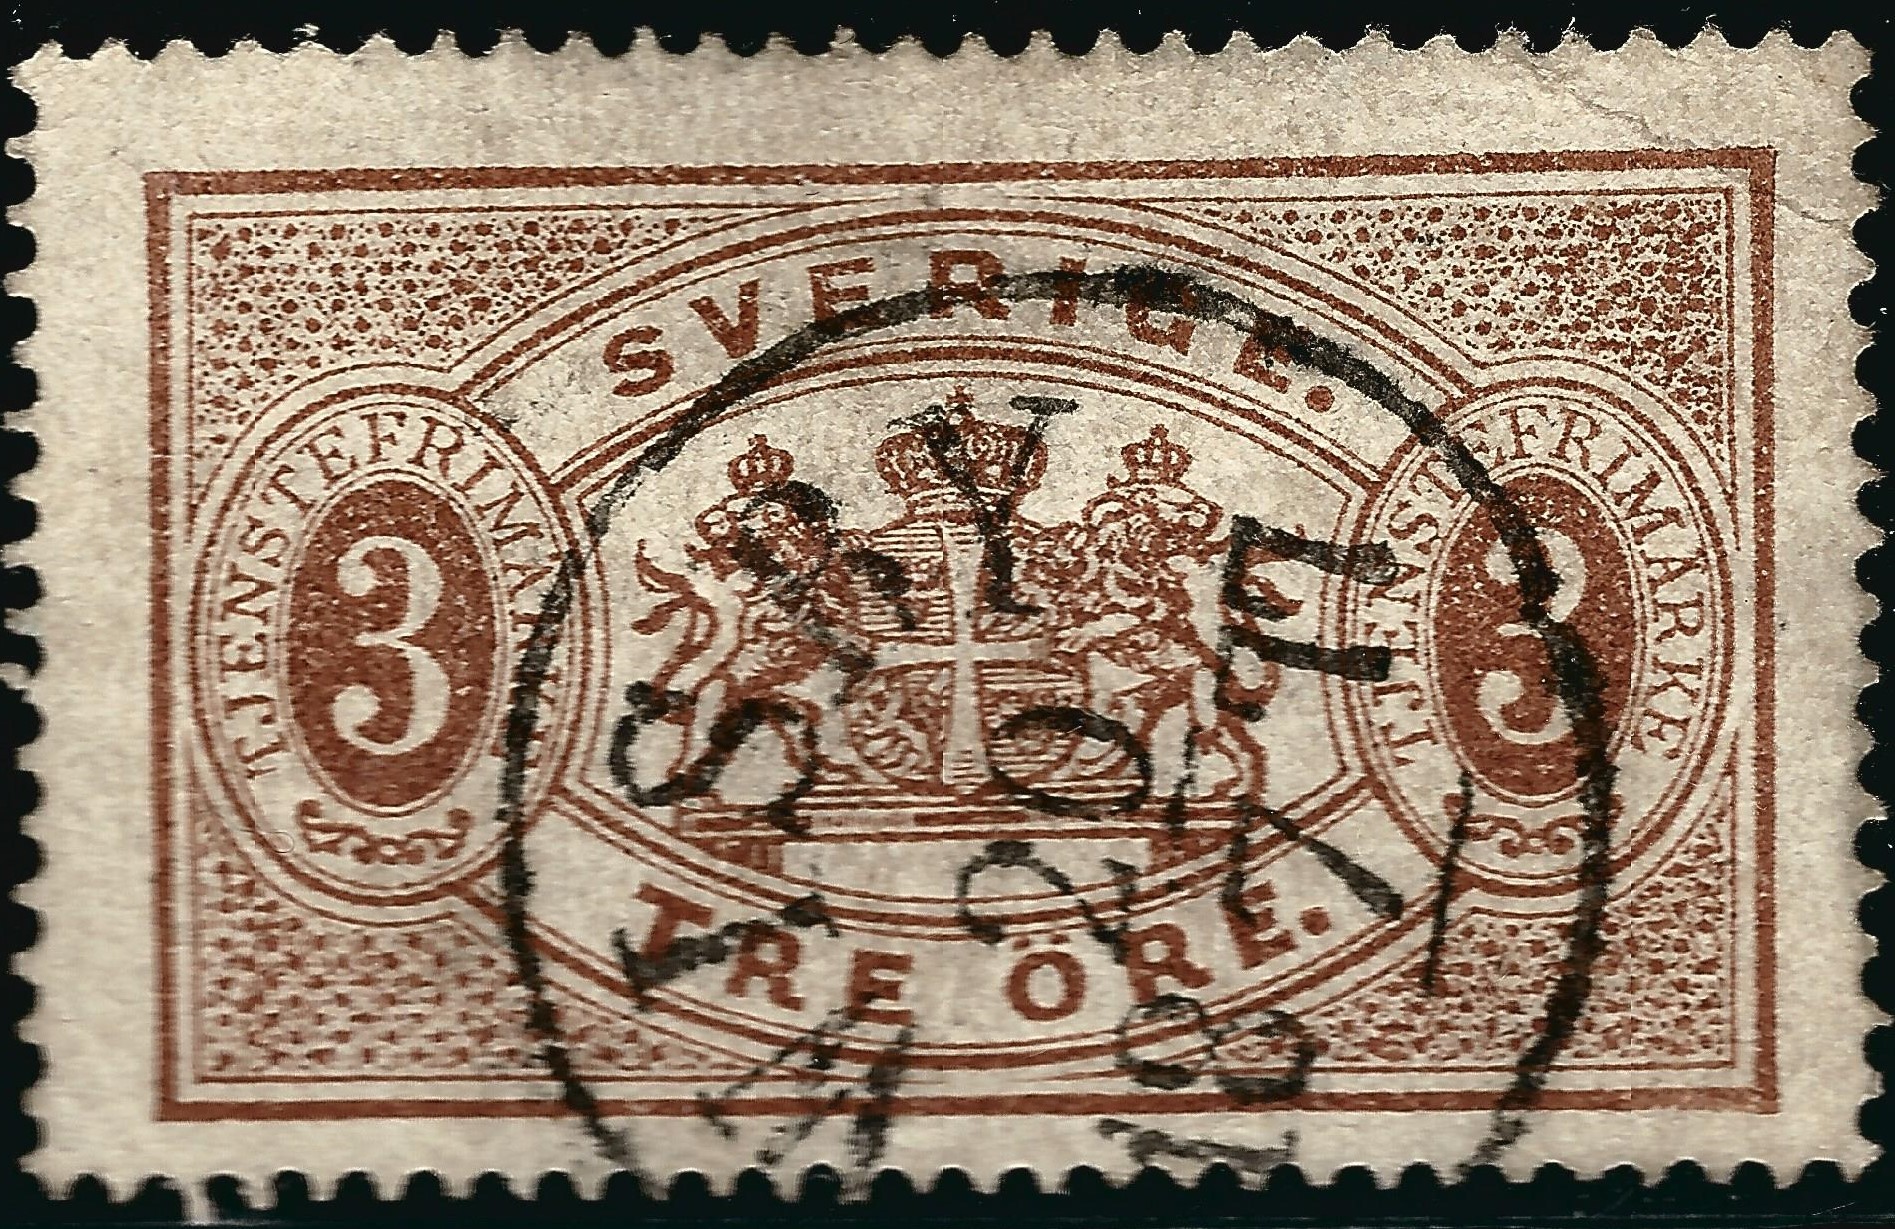 SVERIGE.
TJENSTEFRIMARKE
3
TJENSTEFRIMARKE
3
TRE ÖRE.